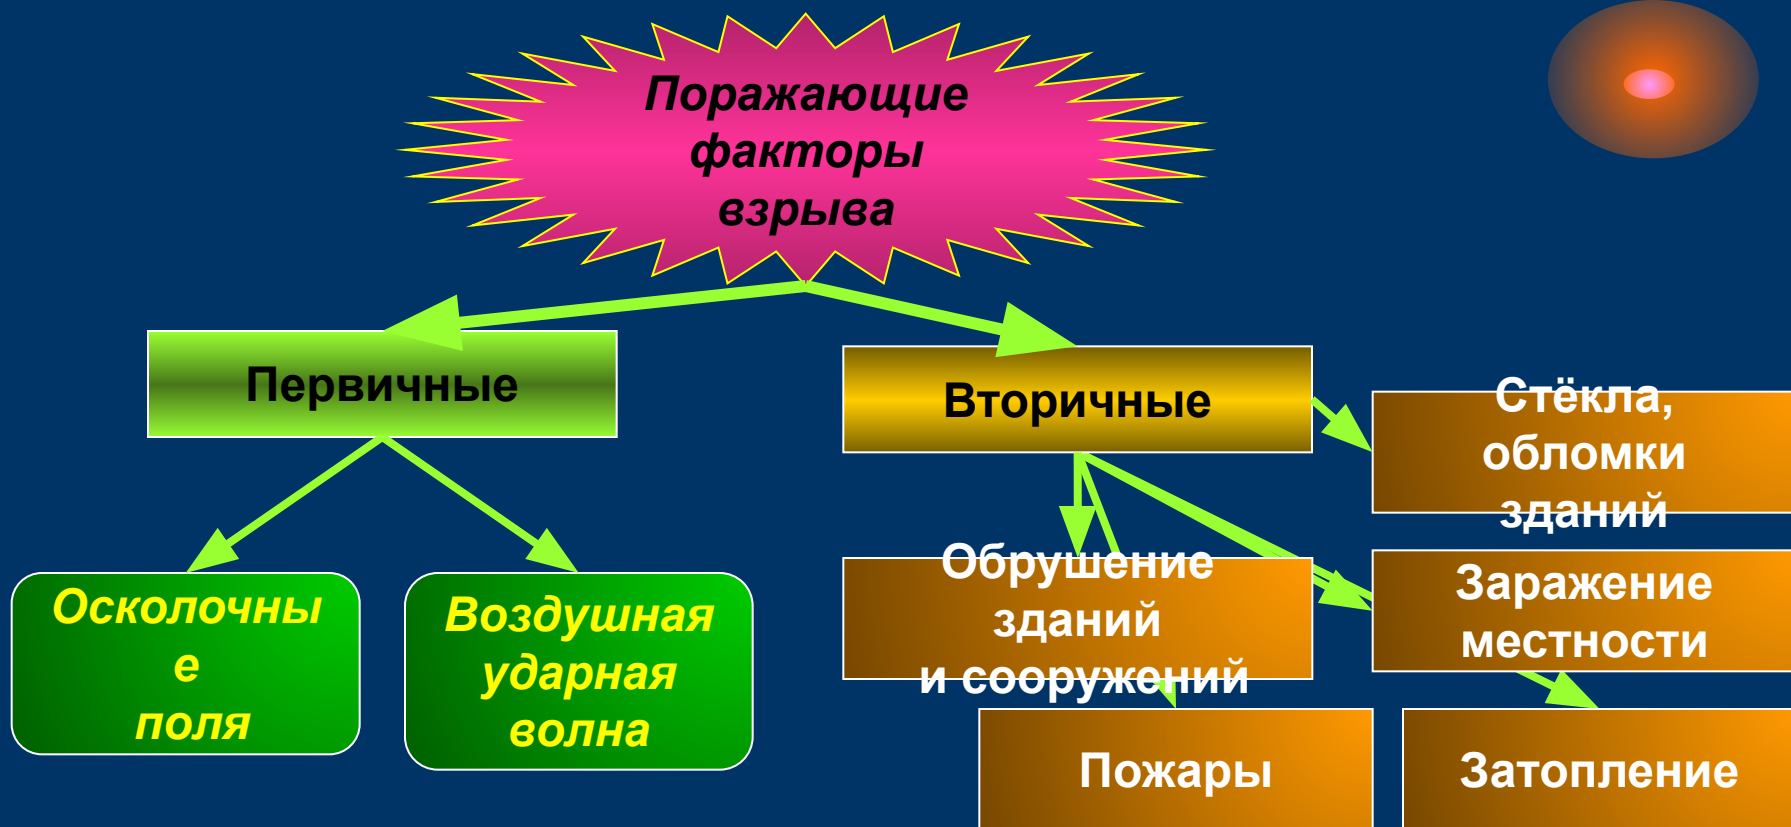 Поражающие
факторы
взрыва
Первичные
Вторичные
Стёкла,
обломки
зданий
Осколочны
е
поля
Воздушная
ударная
волна
Обрушение
зданий
и сооружений
Заражение
местности
Пожары
Затопление